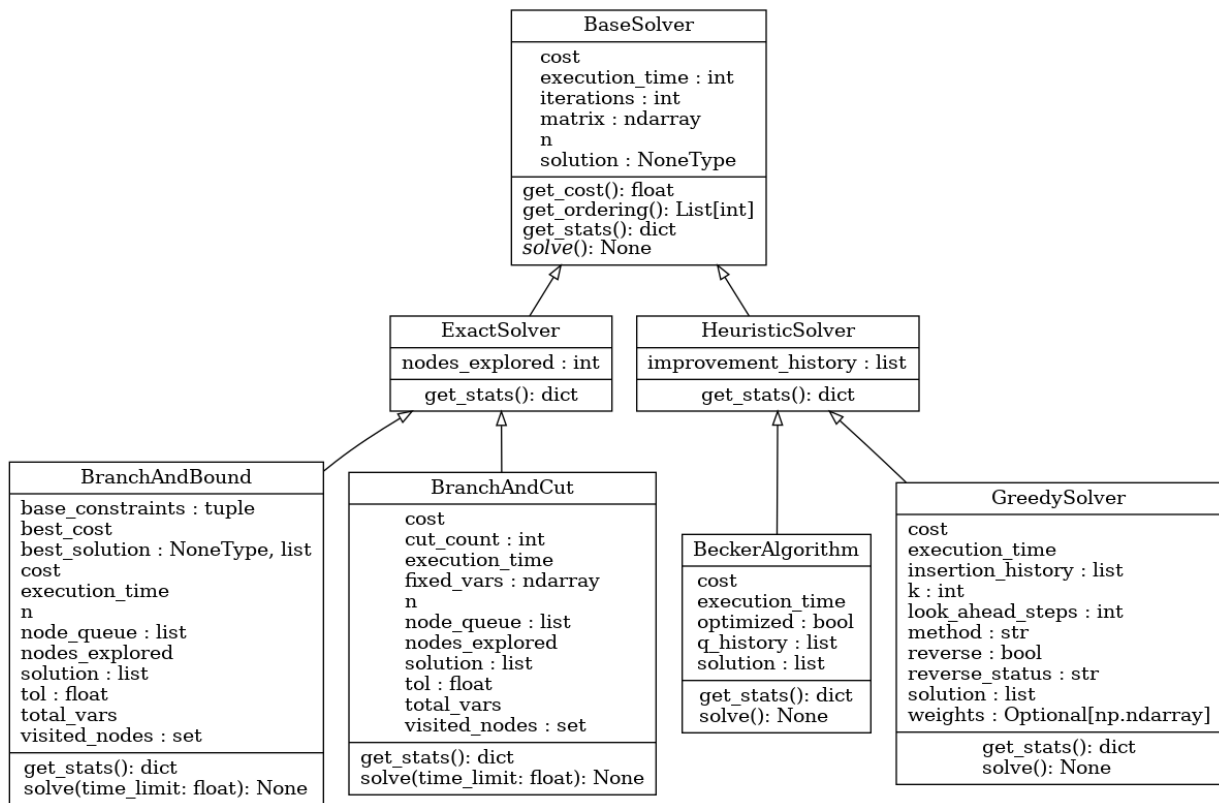 BaseSolver
cost
execution_time : int
iterations : int
matrix : ndarray
n
solution : NoneType
get_cost(): float
get_ordering(): List[int]
get_stats(): dict
solve(): None
ExactSolver
nodes_explored : int
get_stats(): dict
HeuristicSolver
improvement_history : list
get_stats(): dict
BranchAndBound
base_constraints : tuple
best_cost
best_solution : NoneType, list
cost
execution_time
n
node_queue : list
nodes_explored
solution : list
tol : float
total_vars
visited_nodes : set
get_stats(): dict
solve(time_limit: float): None
BranchAndCut
cost
cut_count : int
execution_time
fixed_vars : ndarray
n
node_queue : list
nodes_explored
solution : list
tol : float
total_vars
visited_nodes : set
get_stats(): dict
solve(time_limit: float): None
BeckerAlgorithm
cost
execution_time
optimized : bool
q_history : list
solution : list
get_stats(): dict
solve(): None
GreedySolver
cost
execution_time
insertion_history : list
k : int
look_ahead_steps : int
method : str
reverse : bool
reverse_status : str
solution : list
weights : Optional[np.ndarray]
get_stats(): dict
solve(): None